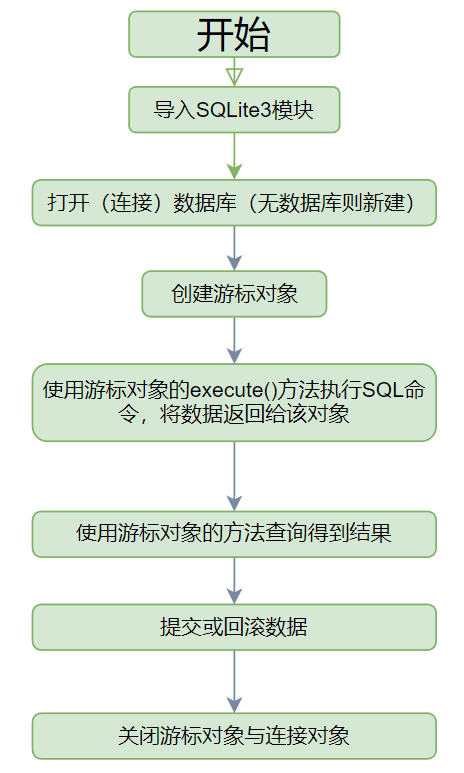 开始
导入SQLite3模块
打开（连接）数据库（无数据库则新建）
创建游标对象
使用游标对象的execute()方法执行SQL命
令，将数据返回给该对象
使用游标对象的方法查询得到结果
提交或回滚数据
关闭游标对象与连接对象